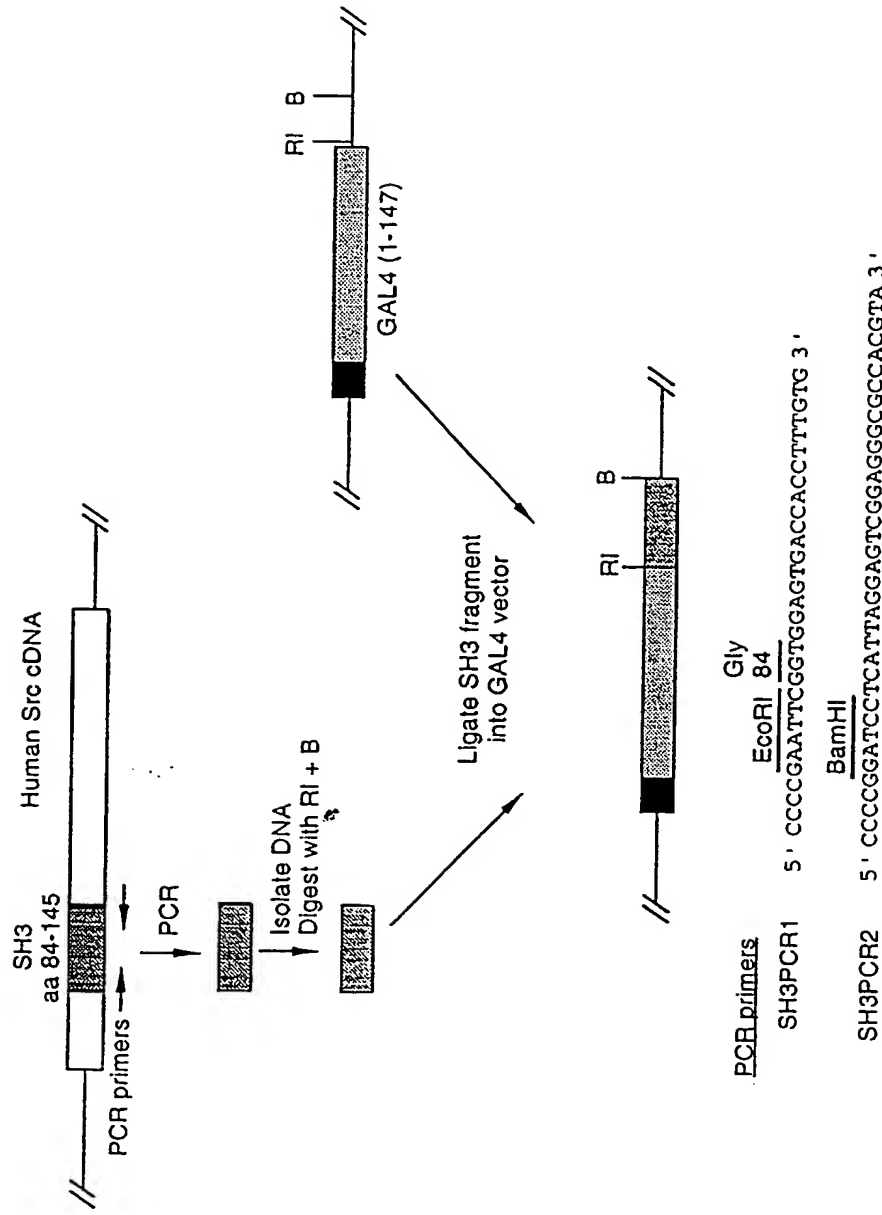 SH3
aa 84-145
Human Src cDNA
PCR primers
PCR
Isolate DNA
Digest with RI + B
RI
B
GAL4 (1-147)
Ligate SH3 fragment
into GAL4 vector
RI
B
PCR primers
EcoRI
Gly
84
SH3PCR1 5' CCCCGAATTCGGTGGAGTGACCACCTTTGTG 3'
BamHI
SH3PCR2 5' CCCCGGATCCTCATTAGGAGTCGGAGGGCGCCACGTA 3'